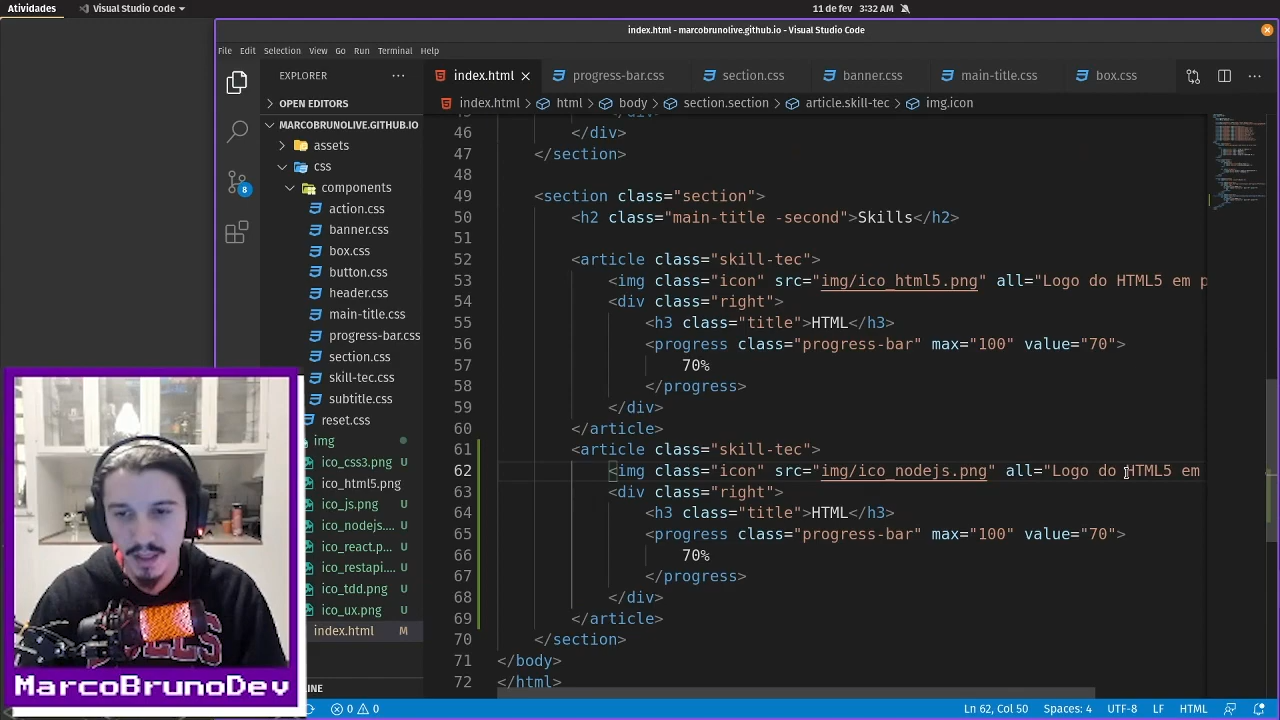 Atividades
Visual Studio Code
11 de fev 3:32 AM
index.html - marcobrunolive.github.io - Visual Studio Code
File Edit Selection View Go Run Terminal Help
EXPLORER
OPEN EDITORS
MARCOBRUNOLIVE.GITHUB.IO
assets
css
components
action.css
banner.css
box.css
button.css
header.css
main-title.css
progress-bar.css
section.css
skill-tec.css
subtitle.css
reset.css
img
ico_css3.png U
ico_html5.png
ico_js.png U
ico_nodejs.... U
ico_react.p... U
ico_restapi.... U
ico_tdd.png U
ico_ux.png U
index.html M
8
index.html progress-bar.css section.css banner.css main-title.css box.css
index.html > html > body > section.section > article.skill-tec > img.icon
46 </div>
47 </section>
48
49 <section class="section">
50 <h2 class="main-title -second">Skills</h2>
51
52 <article class="skill-tec">
53 <img class="icon" src="img/ico_html5.png" all="Logo do HTML5 em p
54 <div class="right">
55 <h3 class="title">HTML</h3>
56 <progress class="progress-bar" max="100" value="70">
57 70%
58 </progress>
59 </div>
60 </article>
61 <article class="skill-tec">
62 <img class="icon" src="img/ico_nodejs.png" all="Logo do HTML5 em
63 <div class="right">
64 <h3 class="title">HTML</h3>
65 <progress class="progress-bar" max="100" value="70">
66 70%
67 </progress>
68 </div>
69 </article>
70 </section>
71 </body>
72 </html>
MarcoBrunoDev
0 0
Ln 62, Col 50 Spaces: 4 UTF-8 LF HTML